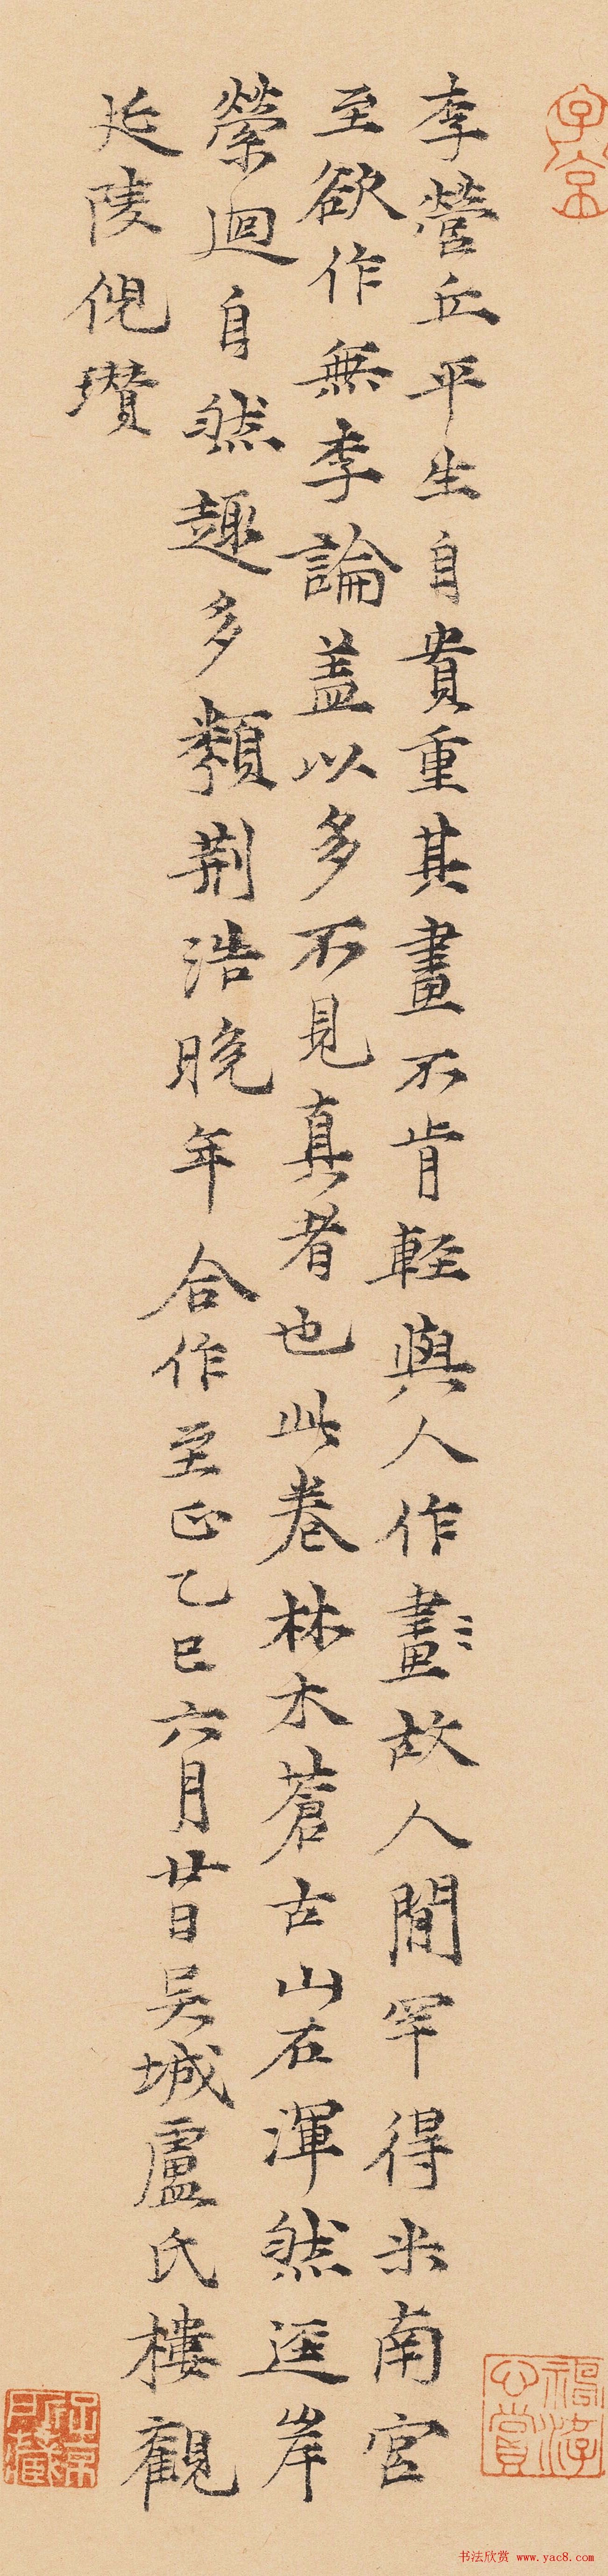 李營丘平生自貴重其畫不肯輕與人作畫〻故人間罕得米南宮
至欲作無李論蓋以多不見真者也此卷林木蒼古山石渾然逕岸
縈迴自然趣多類荊浩晚年合作至正乙巳六月廿日吳城盧氏樓觀
延陵倪瓚
书法欣赏 www.yac8.com